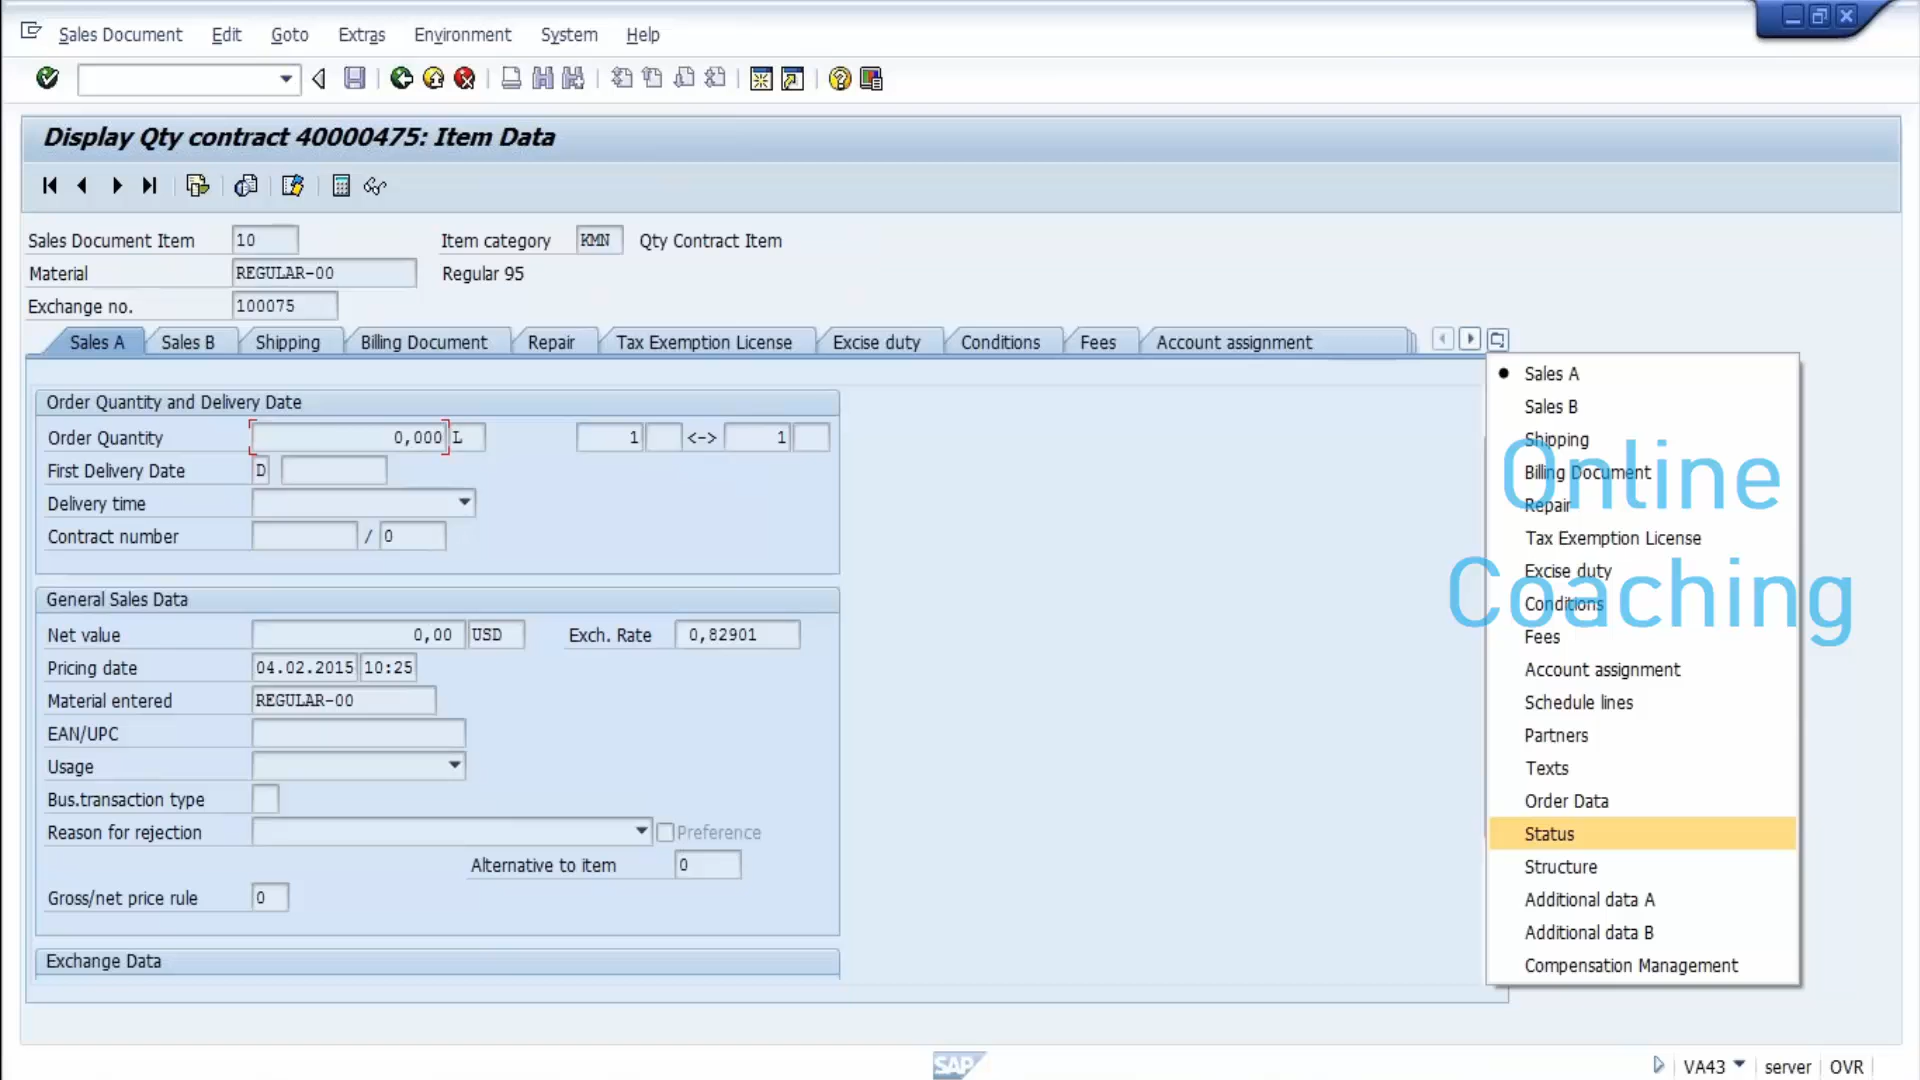 Sales Document Edit Goto Extras Environment System Help
Display Qty contract 40000475: Item Data
Sales Document Item 10 Item category KMN Qty Contract Item
Material REGULAR-00 Regular 95
Exchange no. 100075
Sales A Sales B Shipping Billing Document Repair Tax Exemption License Excise duty Conditions Fees Account assignment
Order Quantity and Delivery Date
Order Quantity 0,000 L 1 <-> 1
First Delivery Date D
Delivery time
Contract number / 0
General Sales Data
Net value 0,00 USD Exch. Rate 0,82901
Pricing date 04.02.2015 10:25
Material entered REGULAR-00
EAN/UPC
Usage
Bus.transaction type
Reason for rejection Preference
Alternative to item 0
Gross/net price rule 0
Exchange Data
Sales A
Sales B
Shipping
Billing Document
Repair
Tax Exemption License
Excise duty
Conditions
Fees
Account assignment
Schedule lines
Partners
Texts
Order Data
Status
Structure
Additional data A
Additional data B
Compensation Management
Online
Coaching
SAP VA43 server OVR